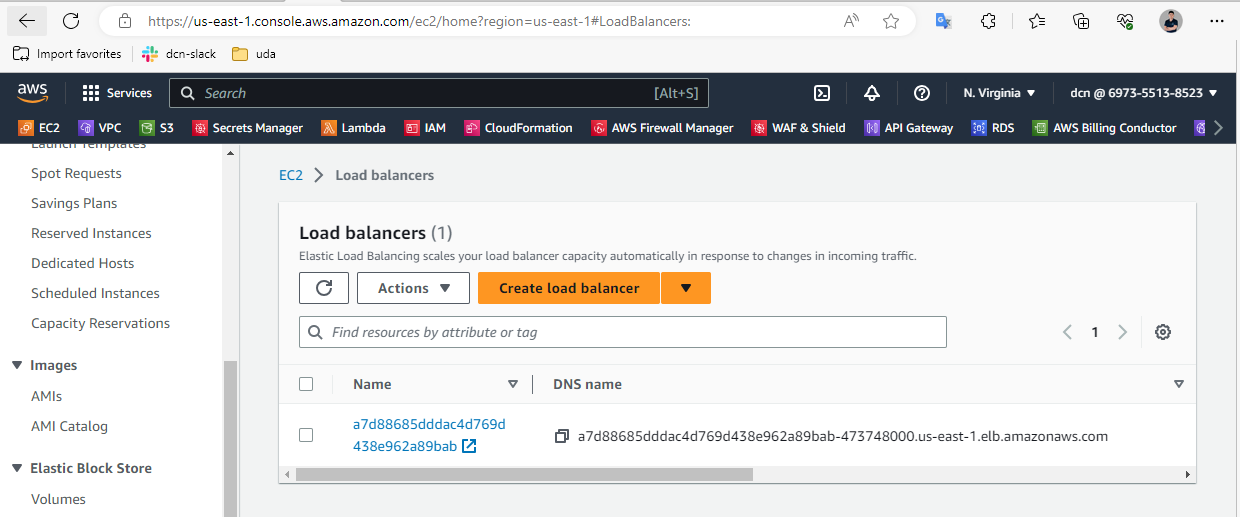 https://us-east-1.console.aws.amazon.com/ec2/home?region=us-east-1#LoadBalancers:
Import favorites dcn-slack uda
aws Services Search [Alt+S] N. Virginia dcn @ 6973-5513-8523
EC2 VPC S3 Secrets Manager Lambda IAM CloudFormation AWS Firewall Manager WAF & Shield API Gateway RDS AWS Billing Conductor
Launch Templates
Spot Requests
Savings Plans
Reserved Instances
Dedicated Hosts
Scheduled Instances
Capacity Reservations
Images
AMIs
AMI Catalog
Elastic Block Store
Volumes
EC2 > Load balancers
Load balancers (1)
Elastic Load Balancing scales your load balancer capacity automatically in response to changes in incoming traffic.
Actions Create load balancer
Find resources by attribute or tag 1
Name DNS name
a7d88685dddac4d769d
438e962a89bab
a7d88685dddac4d769d438e962a89bab-473748000.us-east-1.elb.amazonaws.com